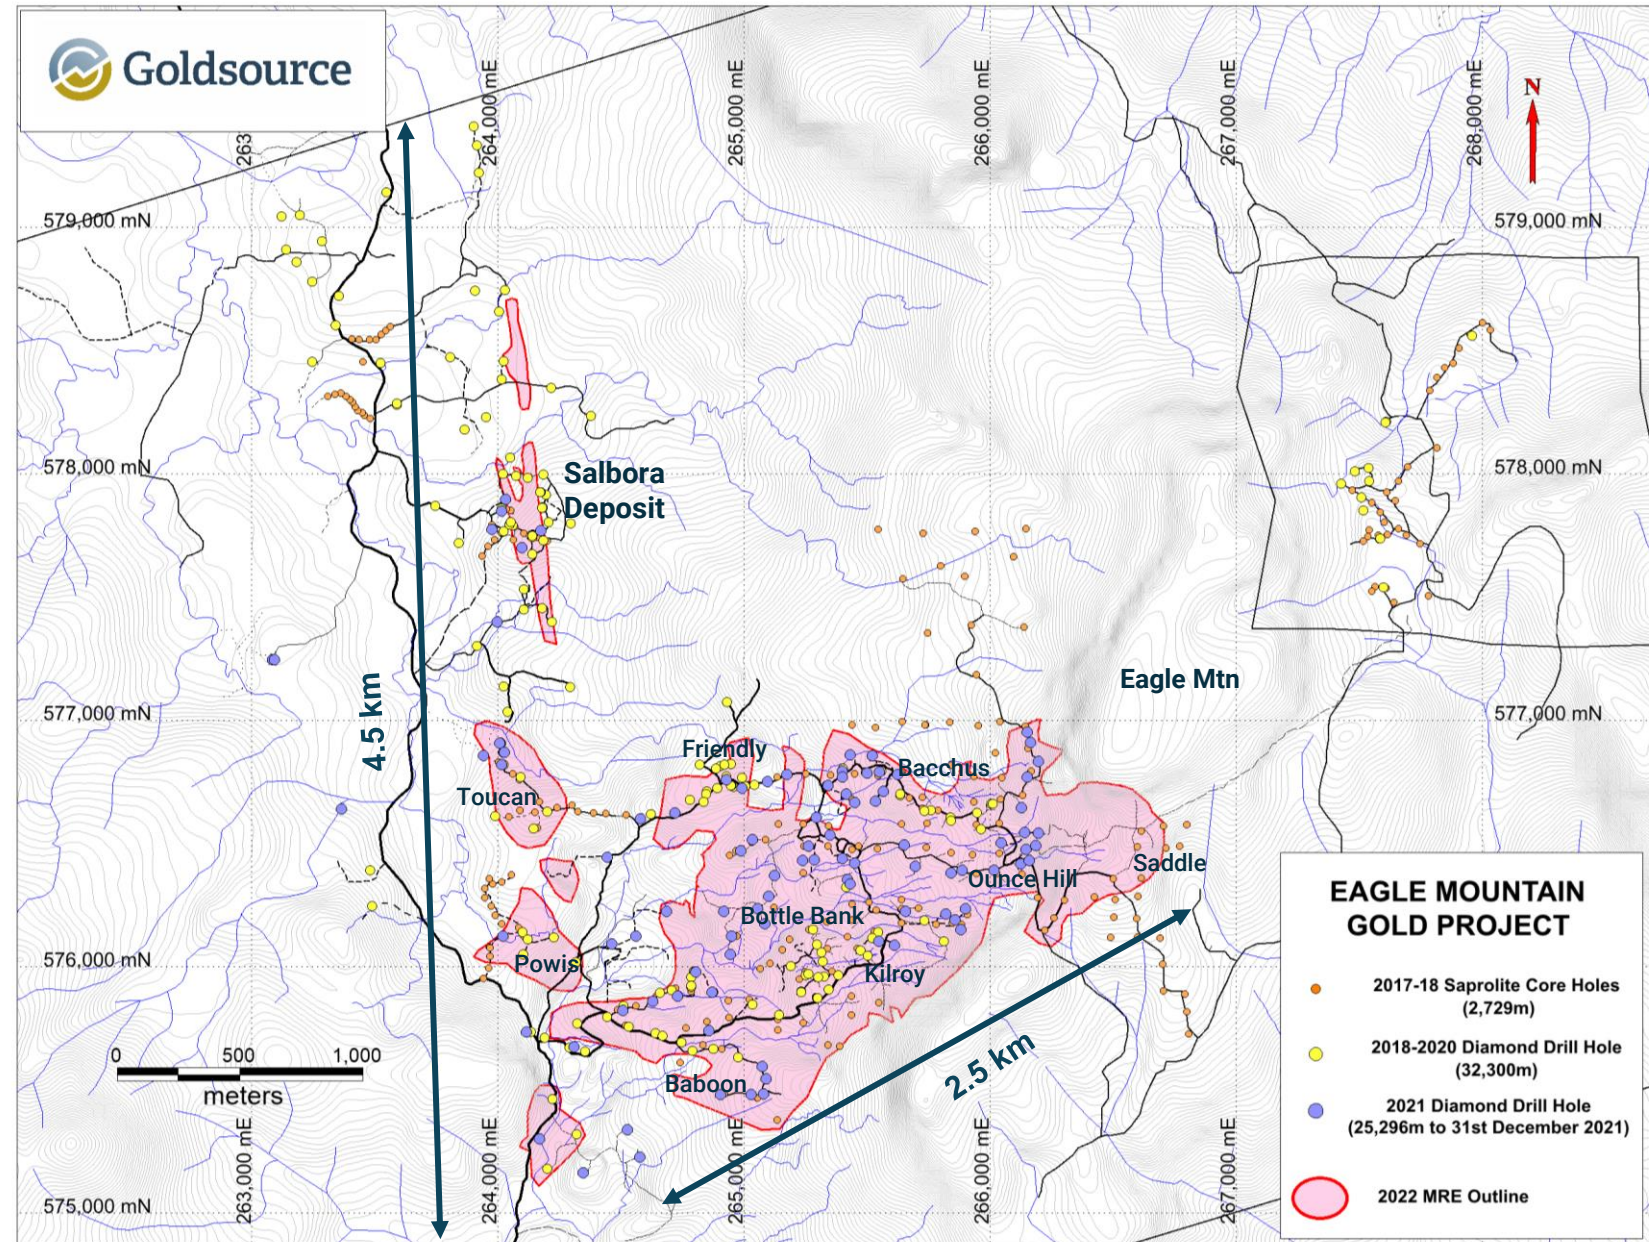 Goldsource
263
264,000 mE
265,000 mE
266,000 mE
267,000 mE
268,000 mE
N
579,000 mN
579,000 mN
578,000 mN
578,000 mN
Salbora
Deposit
4.5 km
Eagle Mtn
577,000 mN
577,000 mN
Friendly
Bacchus
Toucan
Saddle
Ounce Hill
Bottle Bank
Powis
Kilroy
576,000 mN
2.5 km
Baboon
0 500 1,000
meters
263,000 mE
264,000 mE
265,000 mE
266,000 mE
267,000 mE
575,000 mN
EAGLE MOUNTAIN
GOLD PROJECT
2017-18 Saprolite Core Holes
(2,729m)
2018-2020 Diamond Drill Hole
(32,300m)
2021 Diamond Drill Hole
(25,296m to 31st December 2021)
2022 MRE Outline